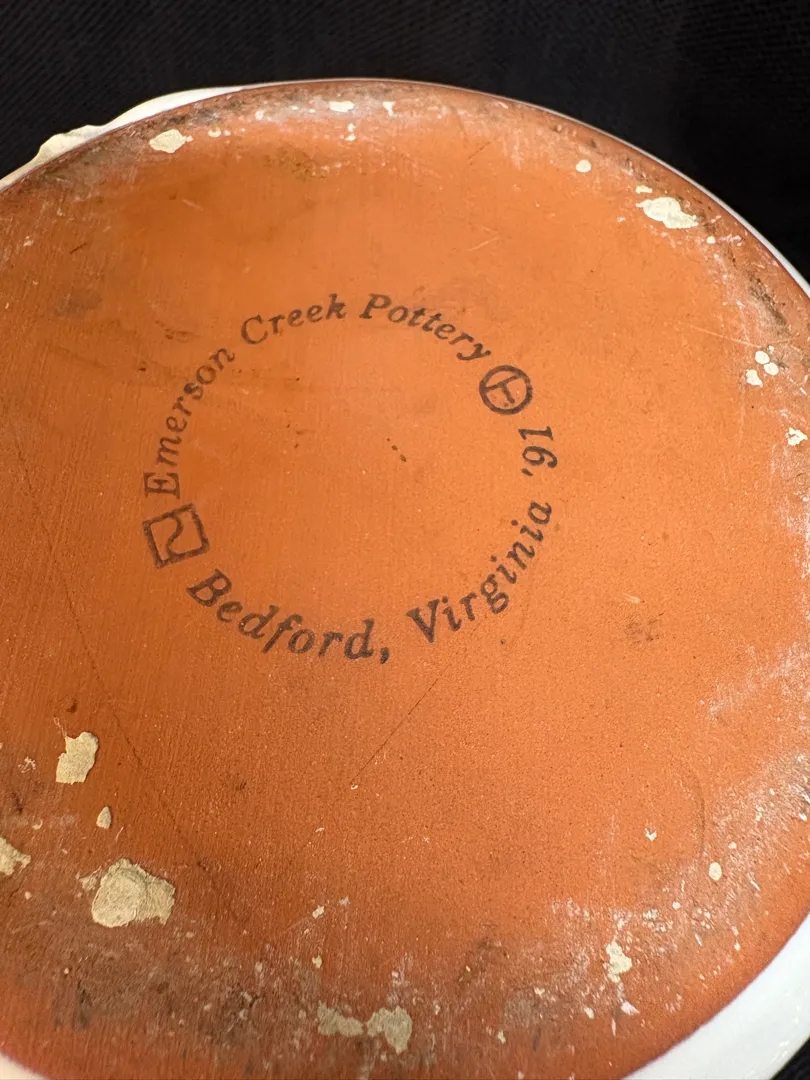 Emerson Creek Pottery
Bedford, Virginia '91